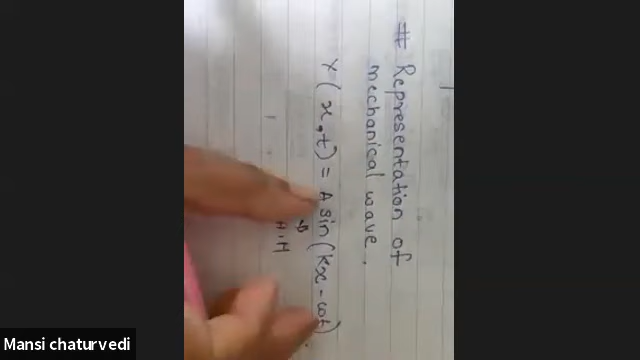 # Representation of
mechanical wave.
Y(x,t) = A sin(kx - ωt)
H.M
Mansi chaturvedi